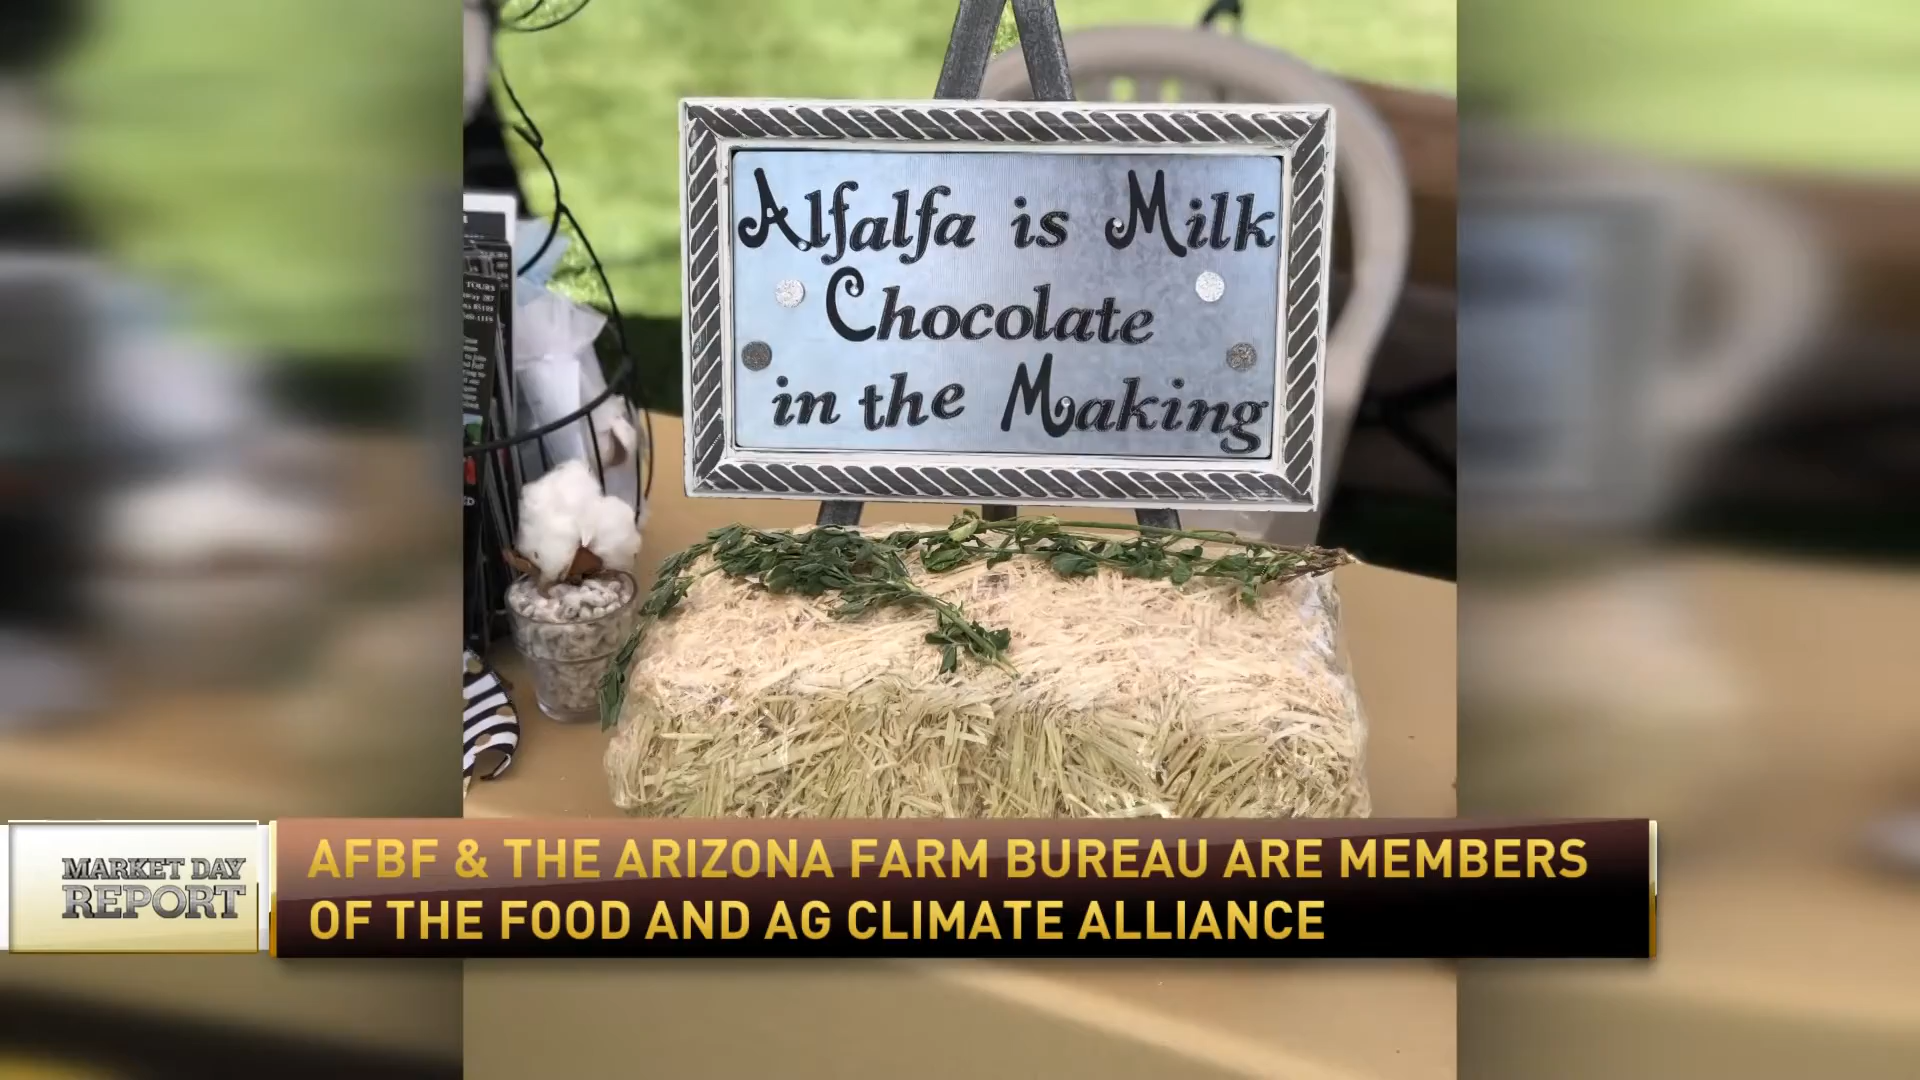 Alfalfa is Milk
Chocolate
in the Making
TOURS
MARKET DAY
REPORT
AFBF & THE ARIZONA FARM BUREAU ARE MEMBERS
OF THE FOOD AND AG CLIMATE ALLIANCE